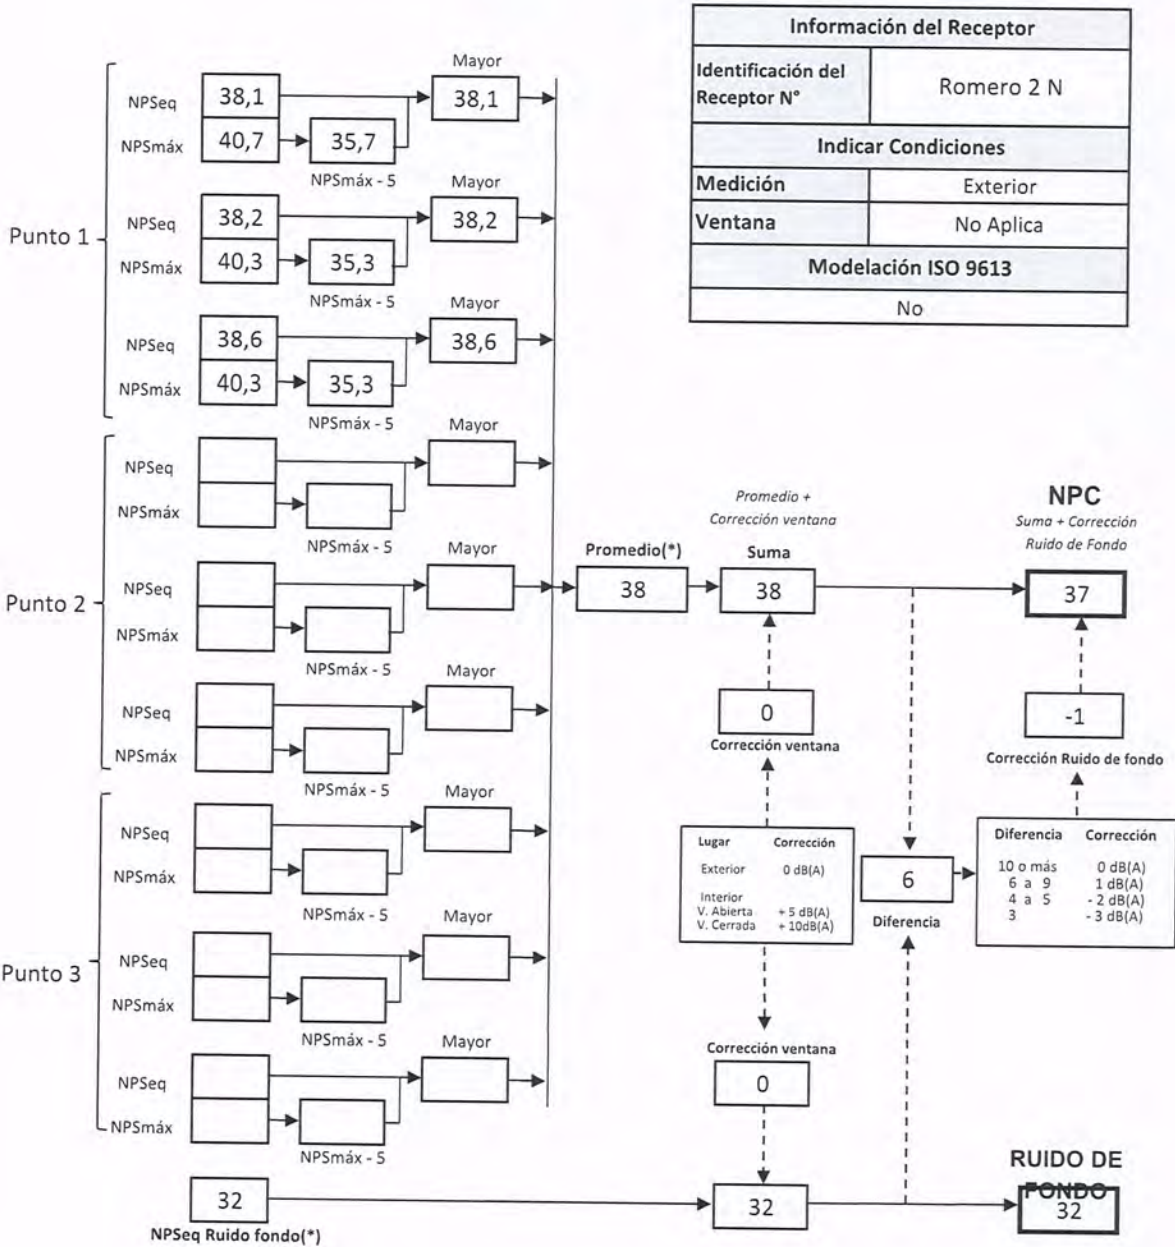 Información del Receptor
Identificación del Receptor N° Romero 2 N
Indicar Condiciones
Medición Exterior
Ventana No Aplica
Modelación ISO 9613
No
Punto 1
Mayor
NPSeq 38,1 38,1
NPSmáx 40,7 35,7
NPSmáx - 5
Mayor
NPSeq 38,2 38,2
NPSmáx 40,3 35,3
NPSmáx - 5
Mayor
NPSeq 38,6 38,6
NPSmáx 40,3 35,3
NPSmáx - 5
Punto 2
Mayor
NPSeq
NPSmáx
NPSmáx - 5
Mayor
NPSeq
NPSmáx
NPSmáx - 5
Mayor
NPSeq
NPSmáx
NPSmáx - 5
Punto 3
Mayor
NPSeq
NPSmáx
NPSmáx - 5
Mayor
NPSeq
NPSmáx
NPSmáx - 5
Mayor
NPSeq
NPSmáx
NPSmáx - 5
Promedio(*)
38
Promedio +
Corrección ventana
Suma
38
NPC
Suma + Corrección
Ruido de Fondo
37
0
Corrección ventana
-1
Corrección Ruido de fondo
Lugar Corrección
Exterior 0 dB(A)
Interior
V. Abierta + 5 dB(A)
V. Cerrada + 10dB(A)
6
Diferencia
Diferencia Corrección
10 o más 0 dB(A)
6 a 9 1 dB(A)
4 a 5 - 2 dB(A)
3 - 3 dB(A)
Corrección ventana
0
32
NPSeq Ruido fondo(*)
32
RUIDO DE
FONDO
32